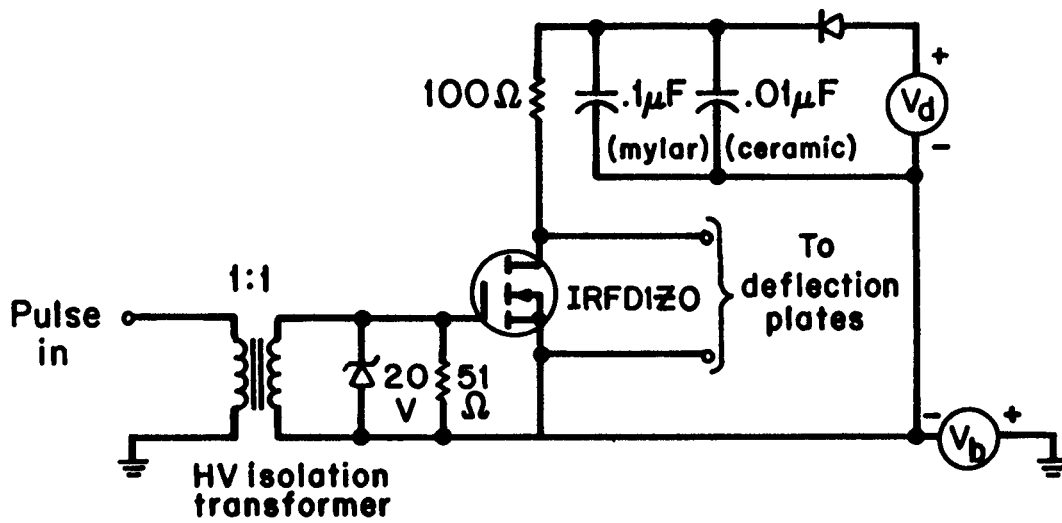 +
100Ω
.1μF
.01μF
Vd
(mylar)
(ceramic)
-
1:1
To
deflection
plates
IRFD1Z0
Pulse
in
20
V
51
Ω
-
+
Vb
HV isolation
transformer